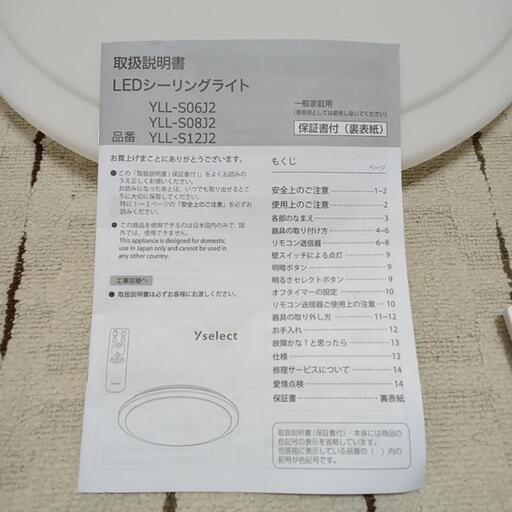 取扱説明書
LEDシーリングライト
品番
YLL-S06J2
YLL-S08J2
YLL-S12J2
一般家庭用
(業務用としては使用しないでください)
保証書付(裏表紙)
お買上げまことにありがとうございます。
● この「取扱説明書(保証書付)」をよくお読みの
うえ正しくお使いください。
お読みになったあとは、いつでも取り出せるところ
に大切に保管してください。
特に1～2ページの「安全上のご注意」を必ずお
読みください。
● この商品を使用できるのは日本国内のみで、国
外では、使用できません。
This appliance is designed for domestic
use in Japan only and cannot be used in
any other country.
工事店様へ
● 取扱説明書は必ずお客様にお渡しください。
Yselect
もくじ
ページ
安全上のご注意 1~2
使用上のご注意 2
各部のなまえ 3
器具の取り付け方 4~6
リモコン送信器 6~8
壁スイッチによる点灯 9
明暗ボタン 9
明るさセレクトボタン 9
オフタイマーの設定 10
リモコン送信器ご使用上の注意 10
器具の取り外し方 11~12
お手入れ 12
故障かな?と思ったら 13
仕様 13
修理サービスについて 14
愛情点検 14
保証書 裏表紙
取扱説明書(保証書付)・本体には商品の
色記号の表示を省略しています。
包装箱に表示している品番の( )内の
記号が色記号です。